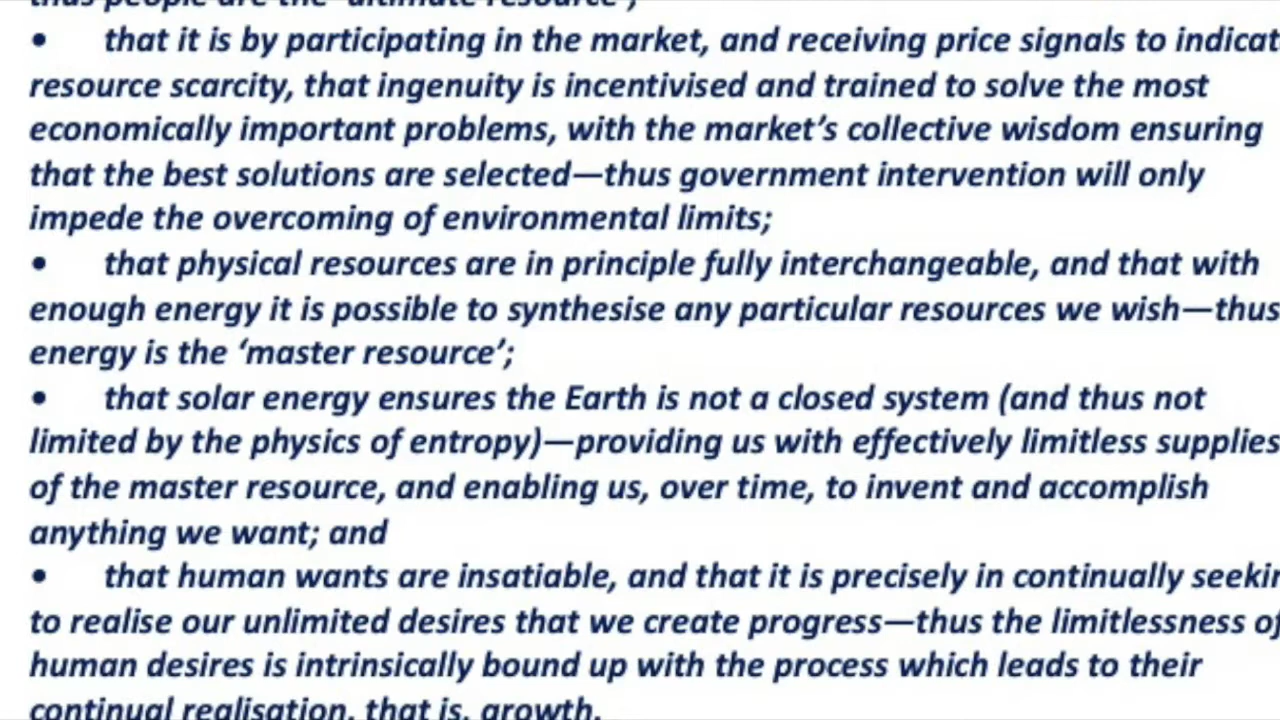 thus people are the 'ultimate resource';
• that it is by participating in the market, and receiving price signals to indicat
resource scarcity, that ingenuity is incentivised and trained to solve the most
economically important problems, with the market’s collective wisdom ensuring
that the best solutions are selected—thus government intervention will only
impede the overcoming of environmental limits;
• that physical resources are in principle fully interchangeable, and that with
enough energy it is possible to synthesise any particular resources we wish—thus
energy is the ‘master resource’;
• that solar energy ensures the Earth is not a closed system (and thus not
limited by the physics of entropy)—providing us with effectively limitless supplies
of the master resource, and enabling us, over time, to invent and accomplish
anything we want; and
• that human wants are insatiable, and that it is precisely in continually seekin
to realise our unlimited desires that we create progress—thus the limitlessness of
human desires is intrinsically bound up with the process which leads to their
continual realisation, that is, growth.